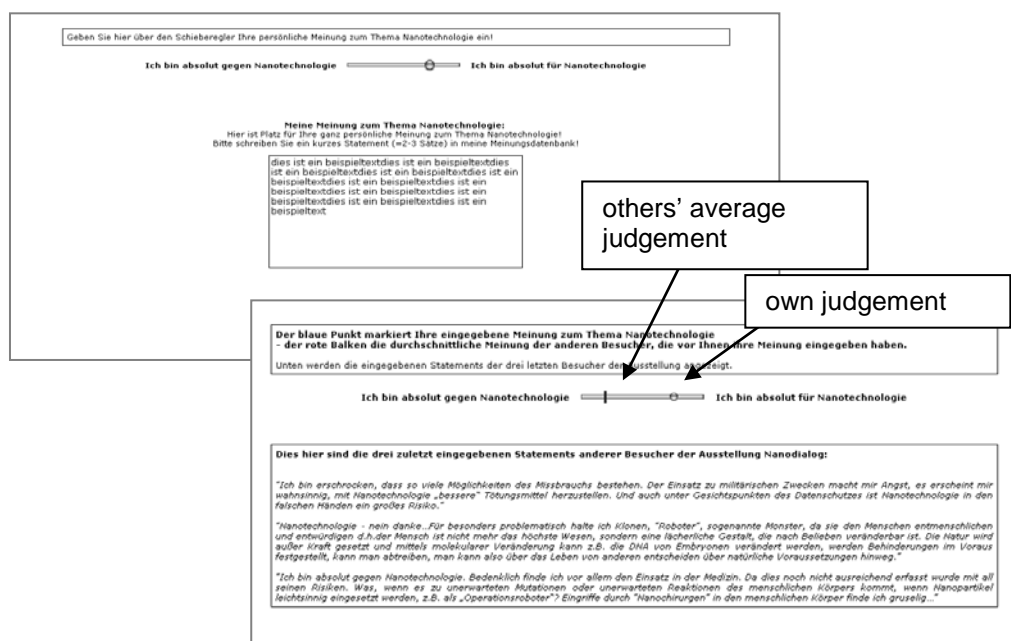 Geben Sie hier über den Schieberegler Ihre persönliche Meinung zum Thema Nanotechnologie ein!
Ich bin absolut gegen Nanotechnologie Ich bin absolut für Nanotechnologie
Meine Meinung zum Thema Nanotechnologie:
Hier ist Platz für Ihre ganz persönliche Meinung zum Thema Nanotechnologie!
Bitte schreiben Sie ein kurzes Statement (=2-3 Sätze) in meine Meinungsdatenbank!
dies ist ein beispieltextdies ist ein beispieltextdies
ist ein beispieltextdies ist ein beispieltextdies ist ein
beispieltextdies ist ein beispieltextdies ist ein
beispieltextdies ist ein beispieltextdies ist ein
beispieltextdies ist ein beispieltextdies ist ein
beispieltext
others' average
judgement
own judgement
Der blaue Punkt markiert Ihre eingegebene Meinung zum Thema Nanotechnologie
- der rote Balken die durchschnittliche Meinung der anderen Besucher, die vor Ihnen ihre Meinung eingegeben haben.
Unten werden die eingegebenen Statements der drei letzten Besucher der Ausstellung angezeigt.
Ich bin absolut gegen Nanotechnologie Ich bin absolut für Nanotechnologie
Dies hier sind die drei zuletzt eingegebenen Statements anderer Besucher der Ausstellung Nanodialog:
"Ich bin erschrocken, dass so viele Möglichkeiten des Missbrauchs bestehen. Der Einsatz zu militärischen Zwecken macht mir Angst, es erscheint mir
wahnsinnig, mit Nanotechnologie „bessere" Tötungsmittel herzustellen. Und auch unter Gesichtspunkten des Datenschutzes ist Nanotechnologie in den
falschen Händen ein großes Risiko."
"Nanotechnologie - nein danke...Für besonders problematisch halte ich Klonen, "Roboter", sogenannte Monster, da sie den Menschen entmenschlichen
und entwürdigen d.h.der Mensch ist nicht mehr das höchste Wesen, sondern eine lächerliche Gestalt, die nach Belieben veränderbar ist. Die Natur wird
außer Kraft gesetzt und mittels molekularer Veränderung kann z.B. die DNA von Embryonen verändert werden, werden Behinderungen im Voraus
festgestellt, kann man abtreiben, man kann also über das Leben von anderen entscheiden über natürliche Voraussetzungen hinweg."
"Ich bin absolut gegen Nanotechnologie. Bedenklich finde ich vor allem den Einsatz in der Medizin. Da dies noch nicht ausreichend erfasst wurde mit all
seinen Risiken. Was, wenn es zu unerwarteten Mutationen oder unerwarteten Reaktionen des menschlichen Körpers kommt, wenn Nanopartikel
leichtsinnig eingesetzt werden, z.B. als „Operationsroboter"? Eingriffe durch "Nanochirurgen" in den menschlichen Körper finde ich gruselig..."